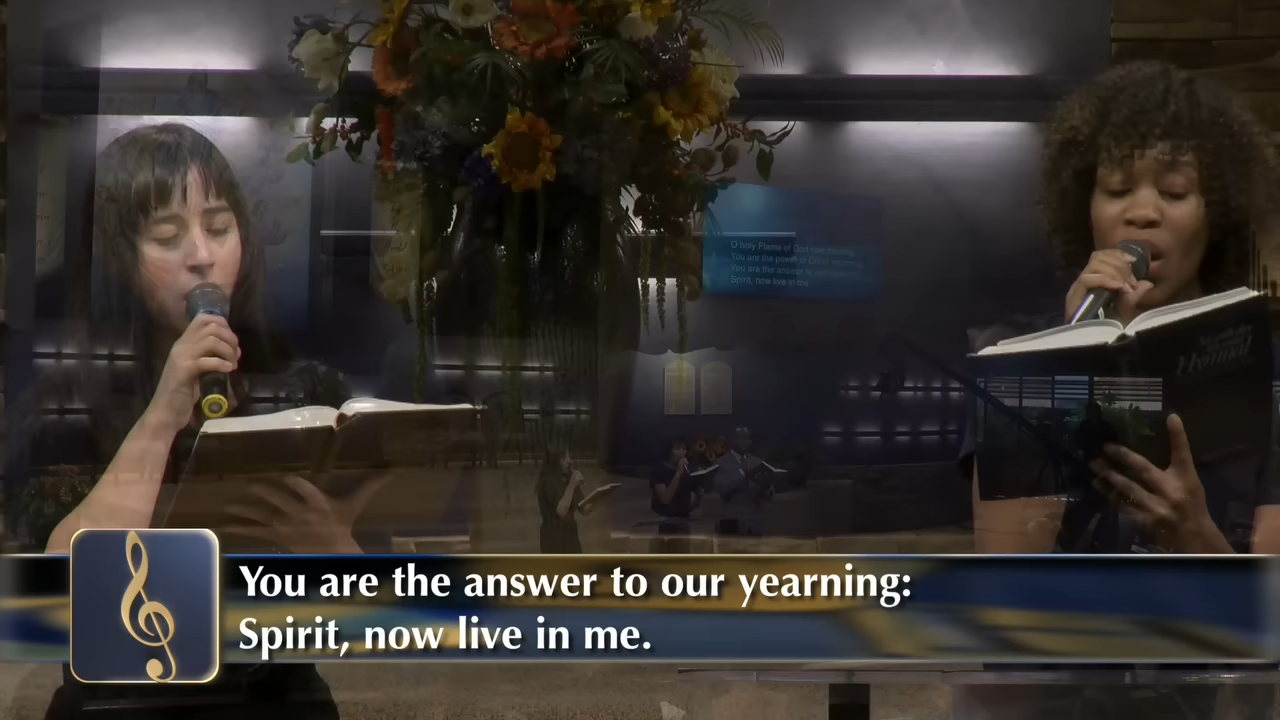 O holy Flame of God now burning,
You are the power of Christ returning
You are the answer to our yearning:
Spirit, now live in me.
Hymnal
You are the answer to our yearning:
Spirit, now live in me.